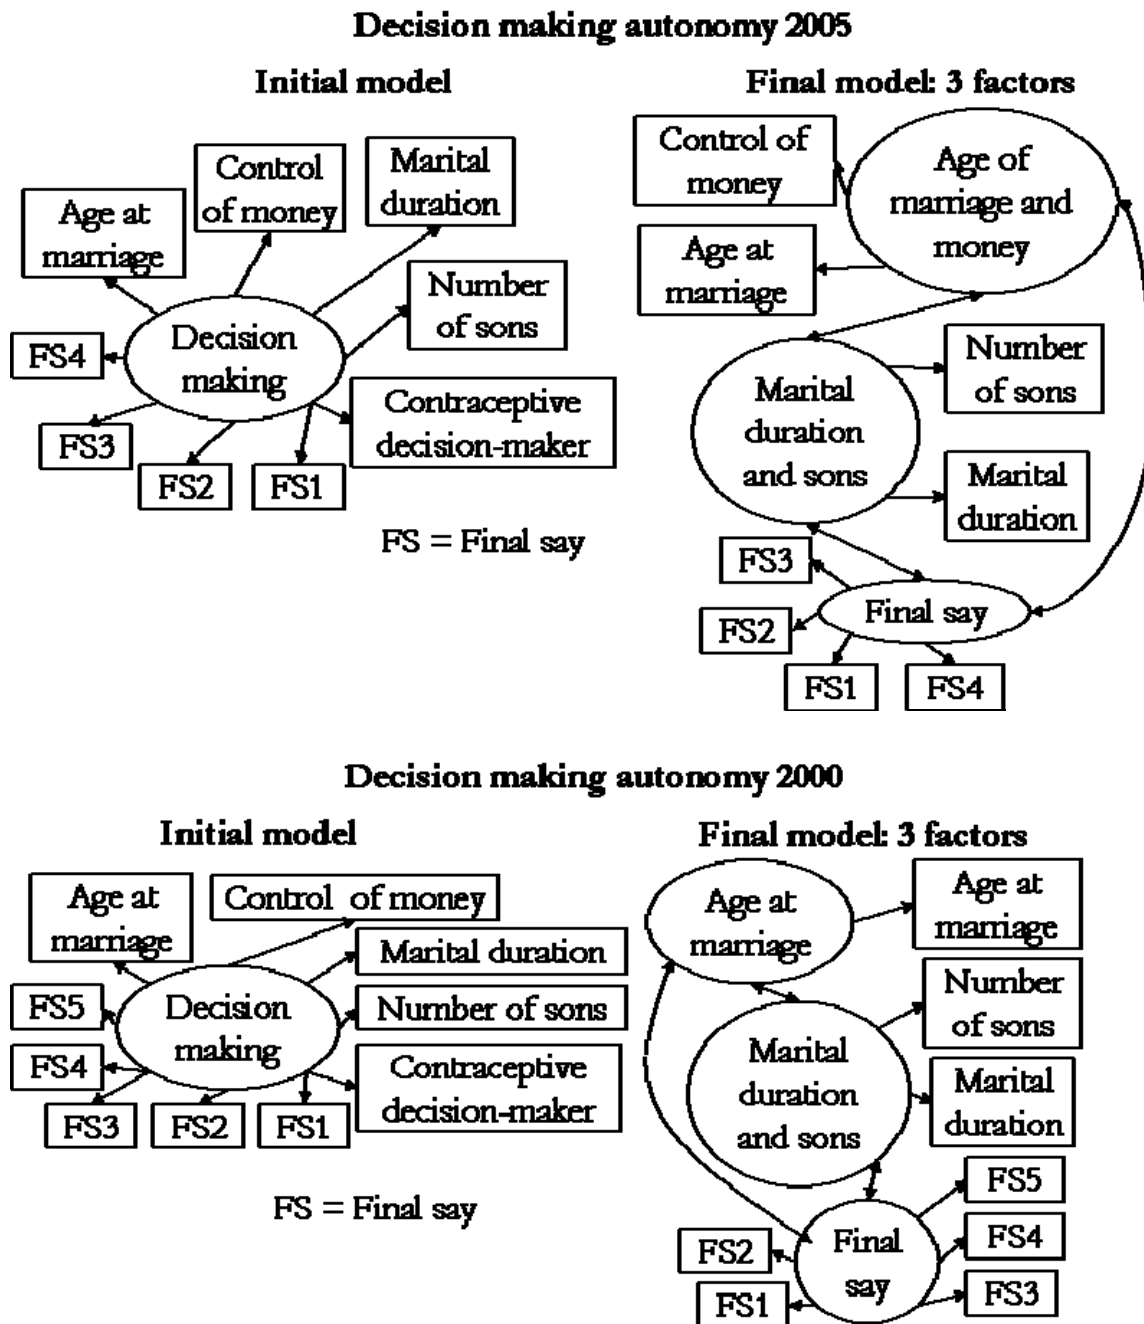 Decision making autonomy 2005
Initial model
Age at
marriage
Control
of money
Marital
duration
Number
of sons
Decision
making
FS4
FS3
FS2
FS1
Contraceptive
decision-maker
FS = Final say
Final model: 3 factors
Control of
money
Age of
marriage and
money
Age at
marriage
Number
of sons
Marital
duration
and sons
Marital
duration
FS3
Final say
FS2
FS1
FS4
Decision making autonomy 2000
Initial model
Age at
marriage
Control of money
Marital duration
FS5
Decision
making
Number of sons
FS4
Contraceptive
decision-maker
FS3
FS2
FS1
FS = Final say
Final model: 3 factors
Age at
marriage
Age at
marriage
Number
of sons
Marital
duration
and sons
Marital
duration
FS5
FS2
Final
say
FS4
FS1
FS3